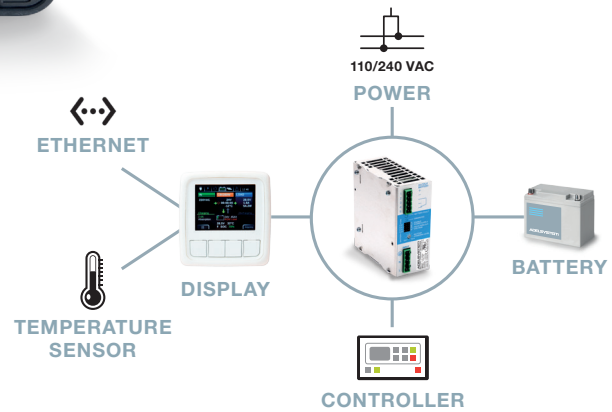 110/240 VAC
POWER
ETHERNET
DISPLAY
BATTERY
TEMPERATURE
SENSOR
CONTROLLER